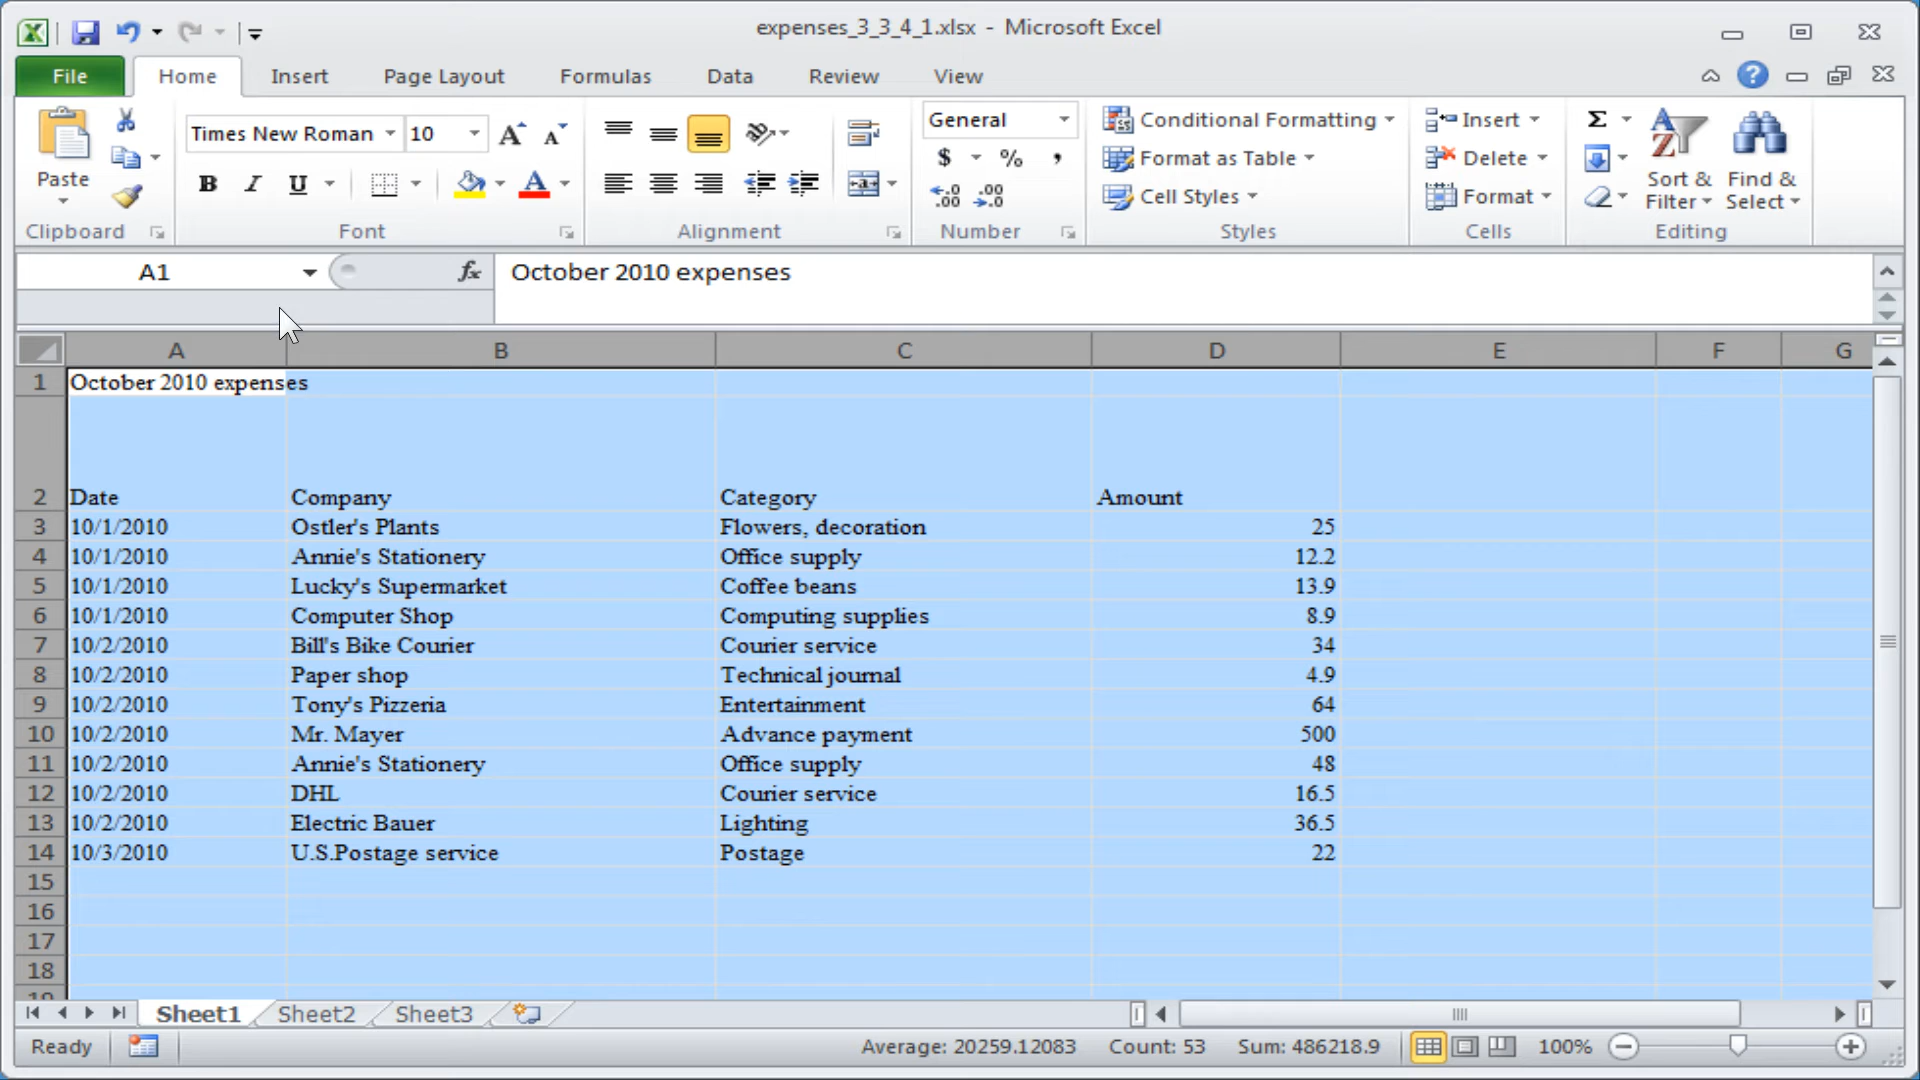 expenses_3_3_4_1.xlsx - Microsoft Excel
File Home Insert Page Layout Formulas Data Review View
Times New Roman 10 General Conditional Formatting Insert Σ
$ % , Format as Table Delete
Paste B I U A Cell Styles Format Sort & Filter Find & Select
Clipboard Font Alignment Number Styles Cells Editing
A1 fx October 2010 expenses
A B C D E F G
1 October 2010 expenses
2 Date Company Category Amount
3 10/1/2010 Ostler's Plants Flowers, decoration 25
4 10/1/2010 Annie's Stationery Office supply 12.2
5 10/1/2010 Lucky's Supermarket Coffee beans 13.9
6 10/1/2010 Computer Shop Computing supplies 8.9
7 10/2/2010 Bill's Bike Courier Courier service 34
8 10/2/2010 Paper shop Technical journal 4.9
9 10/2/2010 Tony's Pizzeria Entertainment 64
10 10/2/2010 Mr. Mayer Advance payment 500
11 10/2/2010 Annie's Stationery Office supply 48
12 10/2/2010 DHL Courier service 16.5
13 10/2/2010 Electric Bauer Lighting 36.5
14 10/3/2010 U.S.Postage service Postage 22
15
16
17
18
19
Sheet1 Sheet2 Sheet3
Ready Average: 20259.12083 Count: 53 Sum: 486218.9 100%